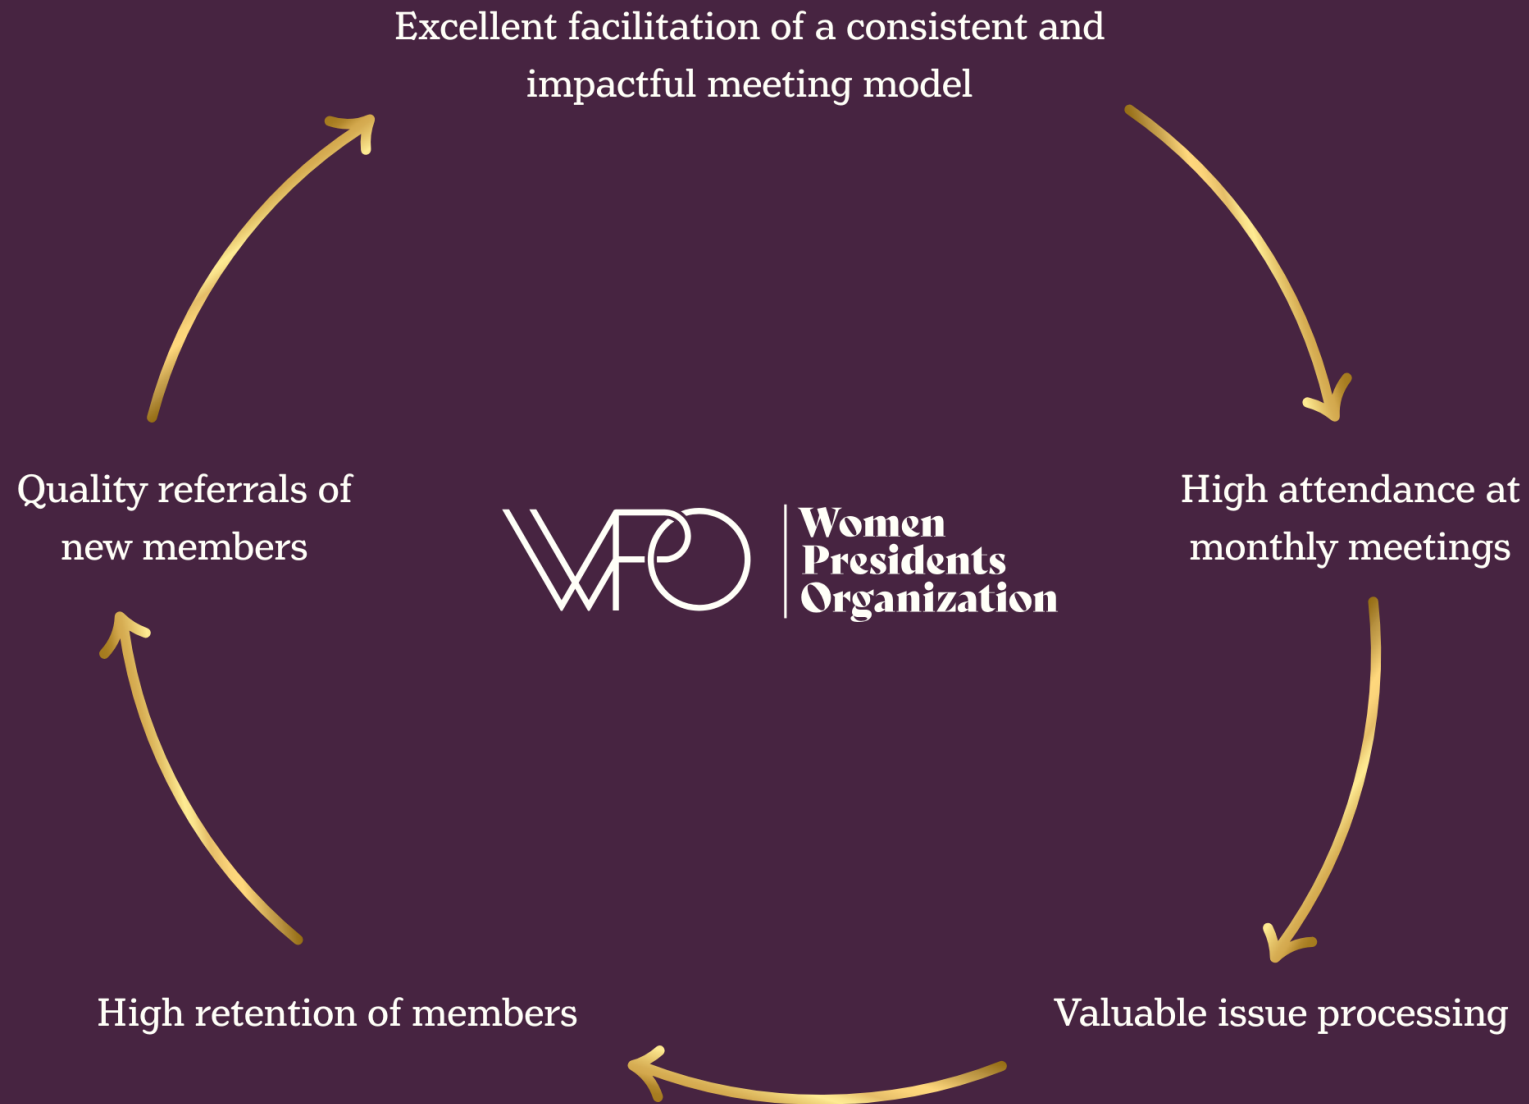 Excellent facilitation of a consistent and
impactful meeting model
Quality referrals of
new members
WPO
Women
Presidents
Organization
High attendance at
monthly meetings
High retention of members
Valuable issue processing